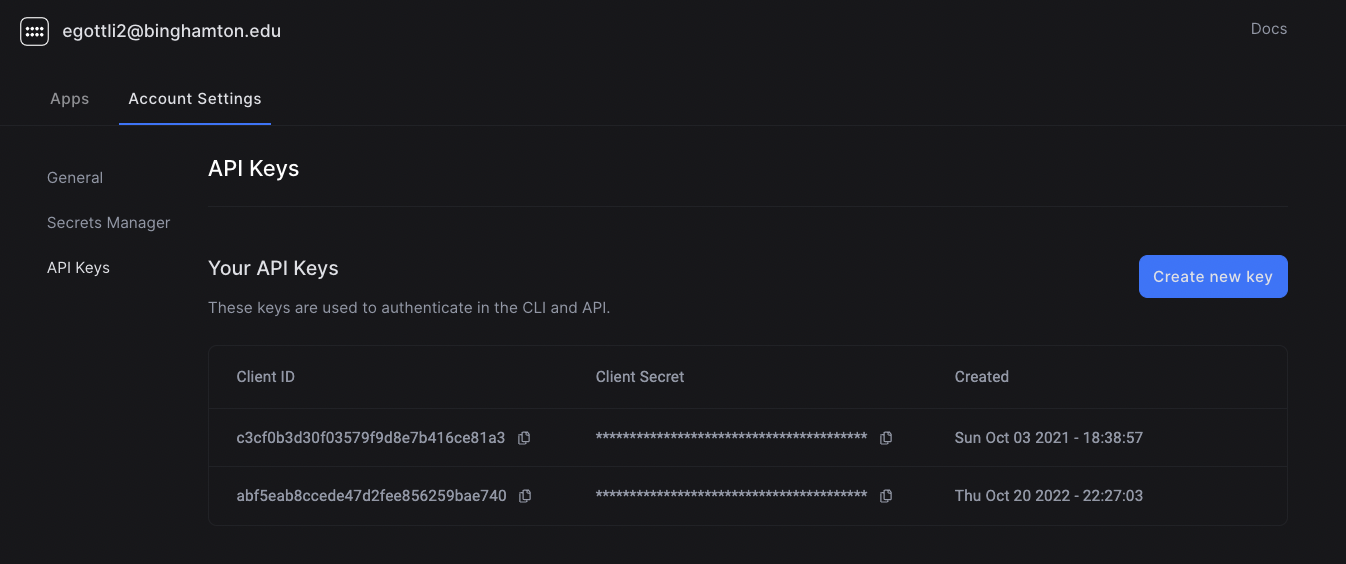 egottli2@binghamton.edu
Docs
Apps
Account Settings
General
Secrets Manager
API Keys
API Keys
Your API Keys
Create new key
These keys are used to authenticate in the CLI and API.
Client ID Client Secret Created
c3cf0b3d30f03579f9d8e7b416ce81a3 **************************************** Sun Oct 03 2021 - 18:38:57
abf5eab8ccede47d2fee856259bae740 **************************************** Thu Oct 20 2022 - 22:27:03